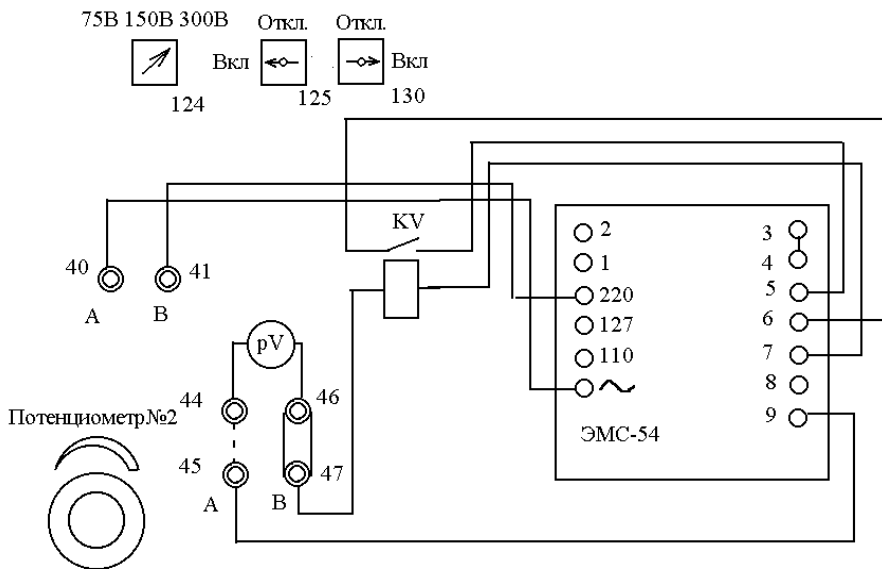 75В 150В 300В
Откл.
Откл.
Вкл
Вкл
124
125
130
KV
40
41
A
B
pV
44
46
45
47
A
B
Потенциометр№2
2
1
220
127
110
3
4
5
6
7
8
9
ЭМС-54